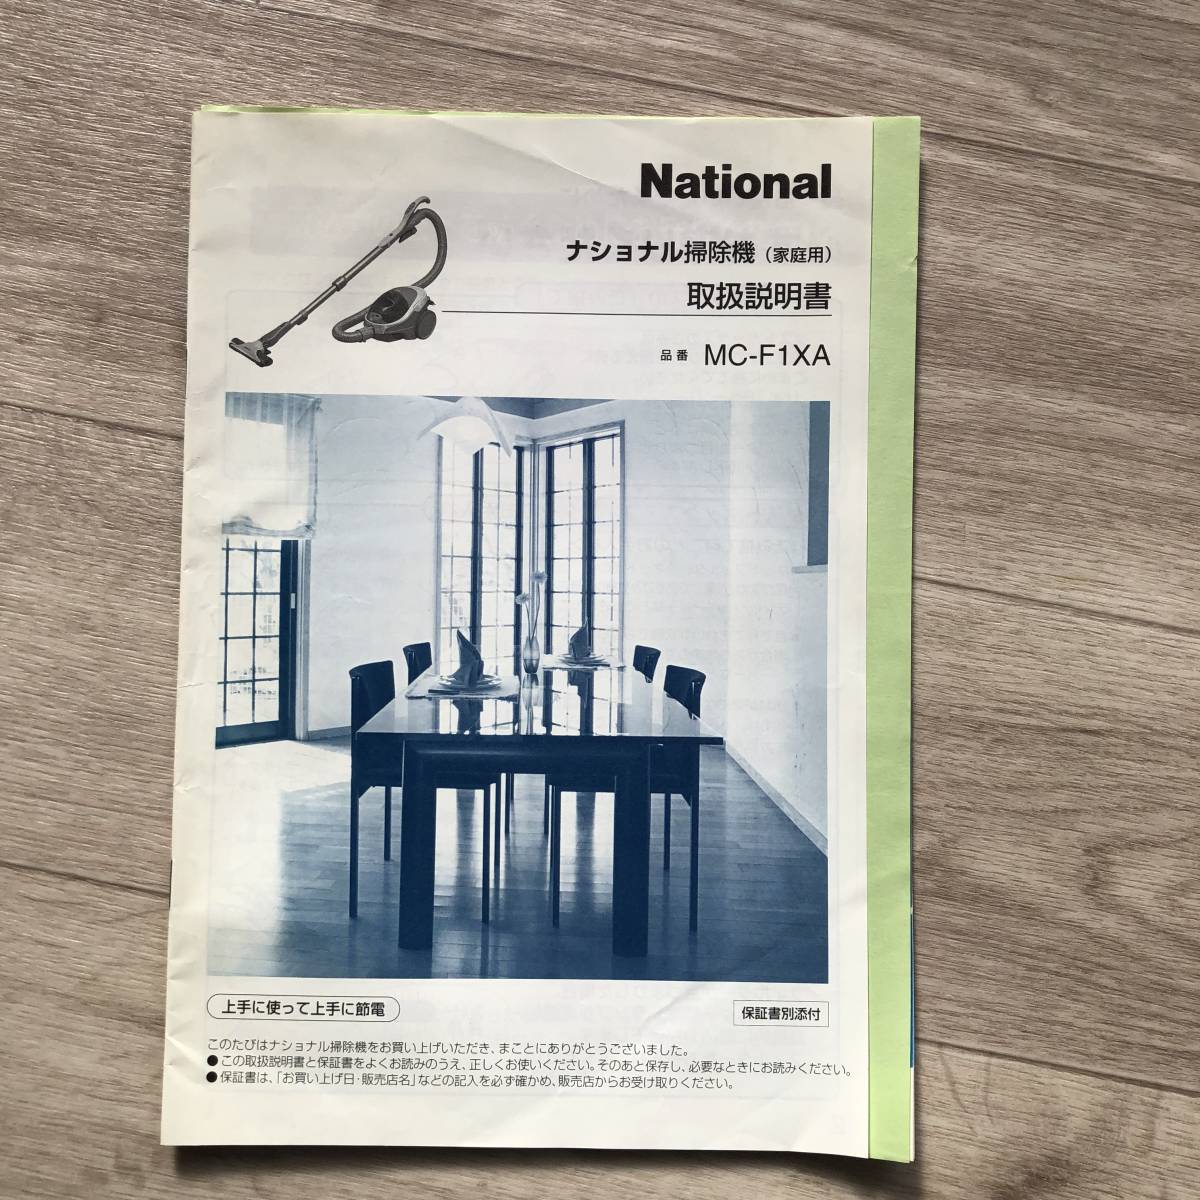 National
ナショナル掃除機（家庭用）
取扱説明書
品番 MC-F1XA
上手に使って上手に節電
保証書別添付
このたびはナショナル掃除機をお買い上げいただき、まことにありがとうございました。
●この取扱説明書と保証書をよくお読みのうえ、正しくお使いください。そのあと保存し、必要なときにお読みください。
●保証書は、「お買い上げ日・販売店名」などの記入を必ず確かめ、販売店からお受け取りください。